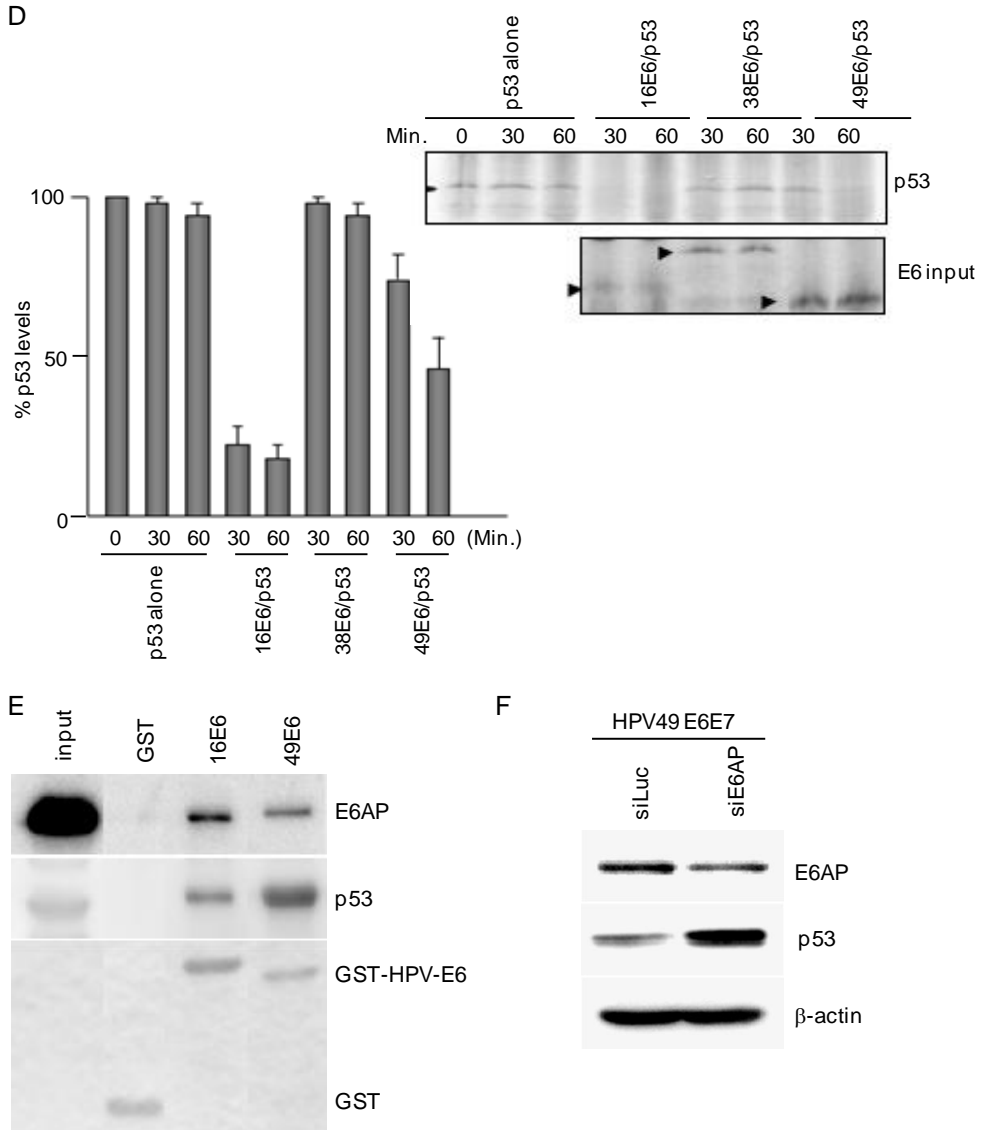 D
p53 alone
16E6/p53
38E6/p53
49E6/p53
Min. 0 30 60 30 60 30 60 30 60
p53
E6 input
100
50
0
% p53 levels
0 30 60 30 60 30 60 30 60 (Min.)
p53 alone
16E6/p53
38E6/p53
49E6/p53
E
input
GST
16E6
49E6
E6AP
p53
GST-HPV-E6
GST
F
HPV49 E6E7
siLuc
siE6AP
E6AP
p53
β-actin